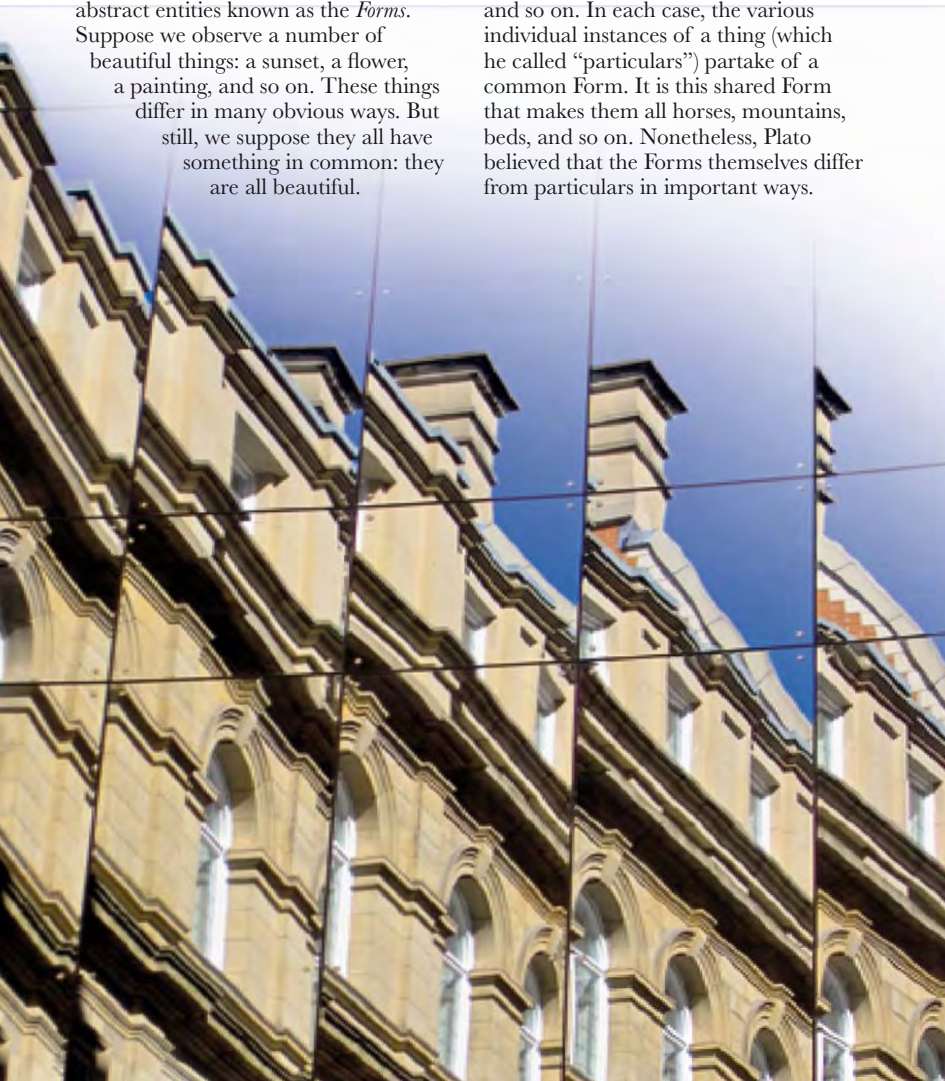 abstract entities known as the Forms.
Suppose we observe a number of
beautiful things: a sunset, a flower,
a painting, and so on. These things
differ in many obvious ways. But
still, we suppose they all have
something in common: they
are all beautiful.
and so on. In each case, the various
individual instances of a thing (which
he called “particulars”) partake of a
common Form. It is this shared Form
that makes them all horses, mountains,
beds, and so on. Nonetheless, Plato
believed that the Forms themselves differ
from particulars in important ways.